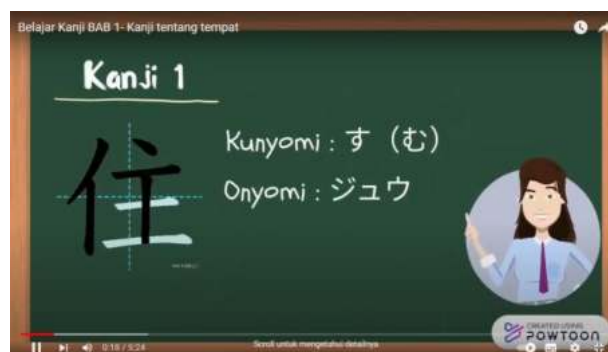 Belajar Kanji BAB 1- Kanji tentang tempat
Kanji 1
住
Kunyomi : す (む)
Onyomi : ジュウ
CREATED USING
POWTOON
0:18 / 5:24
Scroll untuk mengetahui detailnya